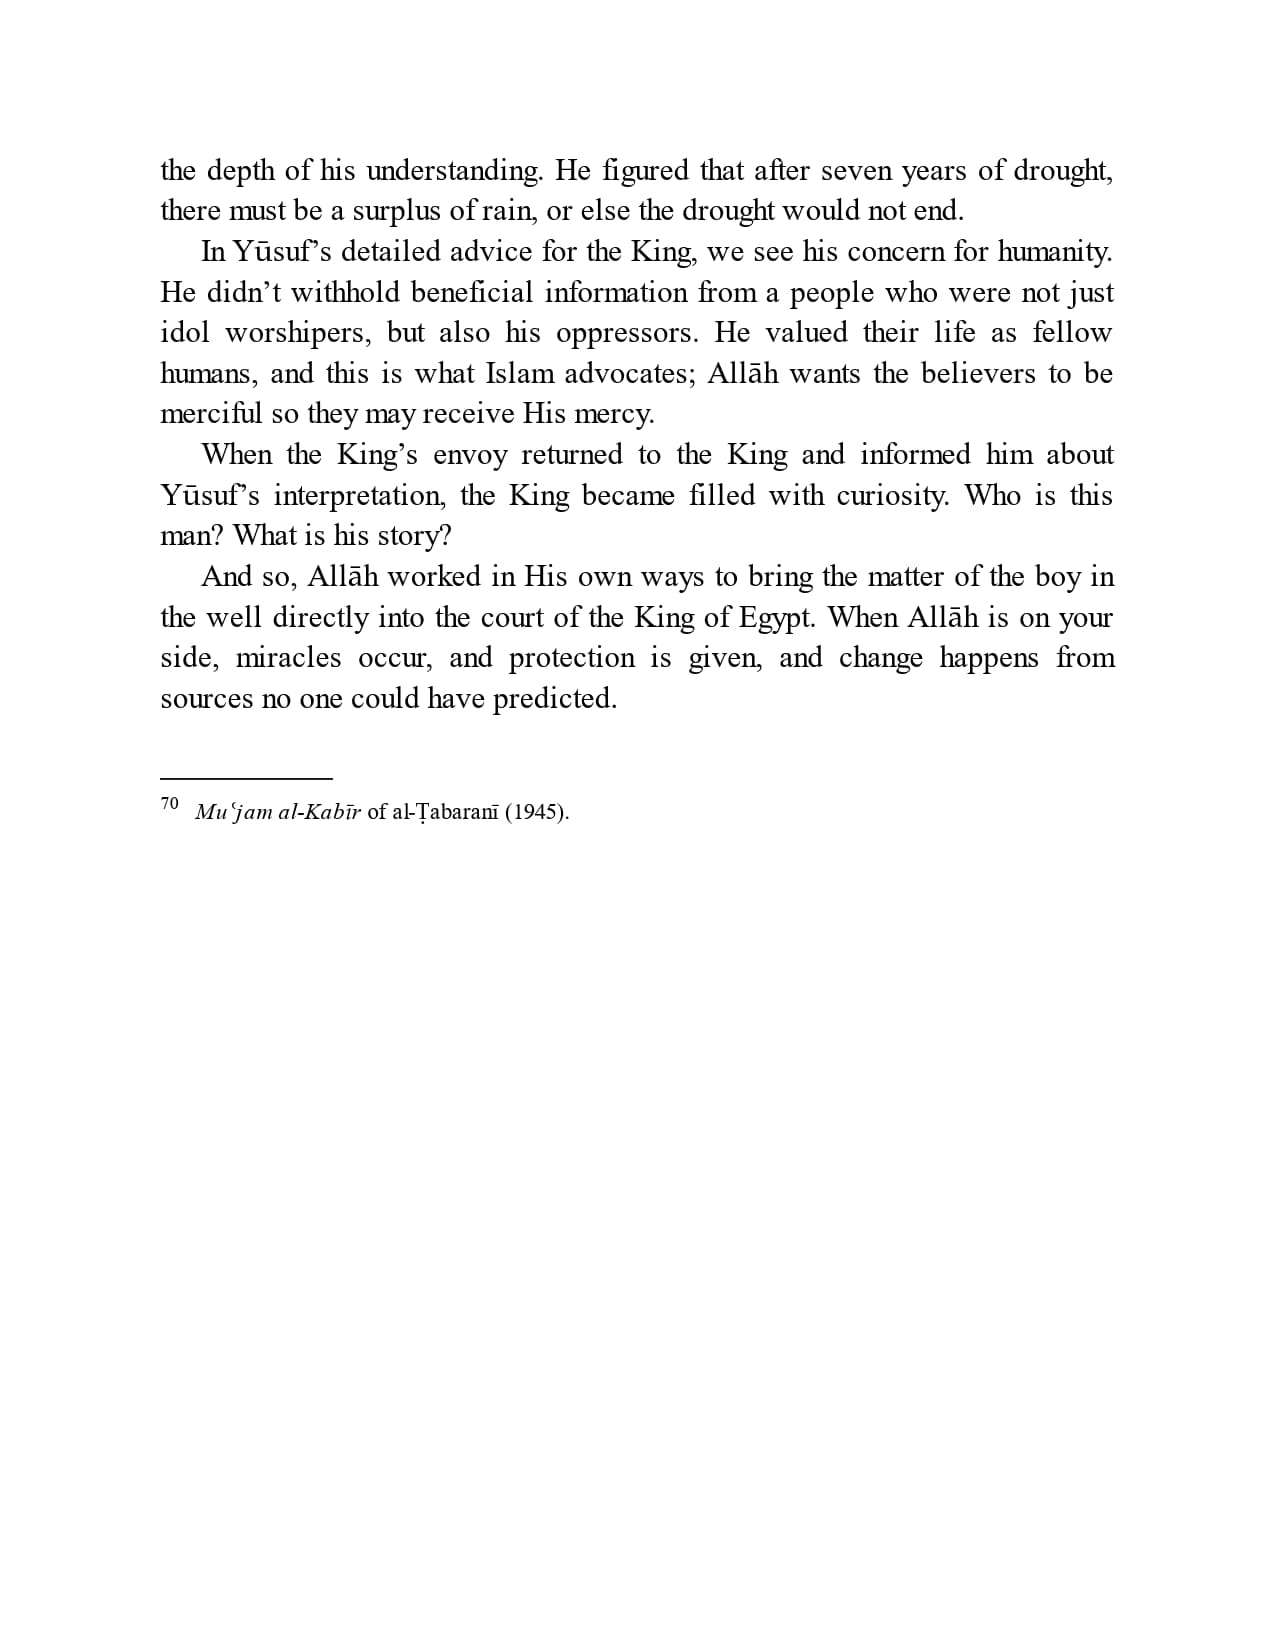 the depth of his understanding. He figured that after seven years of drought,
there must be a surplus of rain, or else the drought would not end.
In Yūsuf’s detailed advice for the King, we see his concern for humanity.
He didn’t withhold beneficial information from a people who were not just
idol worshipers, but also his oppressors. He valued their life as fellow
humans, and this is what Islam advocates; Allāh wants the believers to be
merciful so they may receive His mercy.
When the King’s envoy returned to the King and informed him about
Yūsuf’s interpretation, the King became filled with curiosity. Who is this
man? What is his story?
And so, Allāh worked in His own ways to bring the matter of the boy in
the well directly into the court of the King of Egypt. When Allāh is on your
side, miracles occur, and protection is given, and change happens from
sources no one could have predicted.
70 Muʿjam al-Kabīr of al-Ṭabaranī (1945).